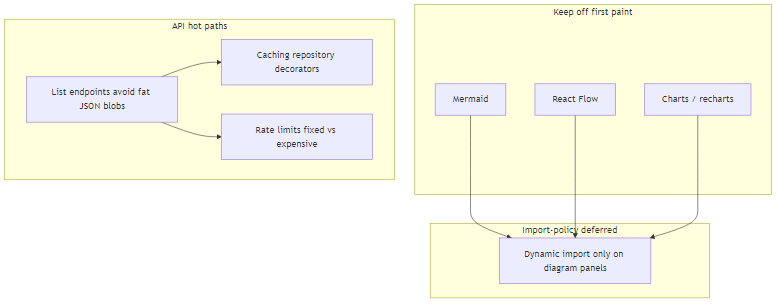 API hot paths
List endpoints avoid fat
JSON blobs
Caching repository
decorators
Rate limits fixed vs
expensive
Keep off first paint
Mermaid
React Flow
Charts / recharts
Import-policy deferred
Dynamic import only on
diagram panels